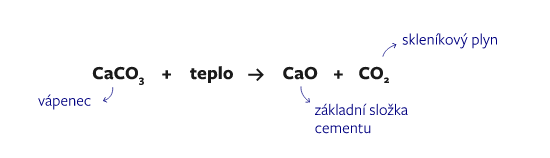 skleníkový plyn
CaCO₃ + teplo → CaO + CO₂
vápenec
základní složka
cementu